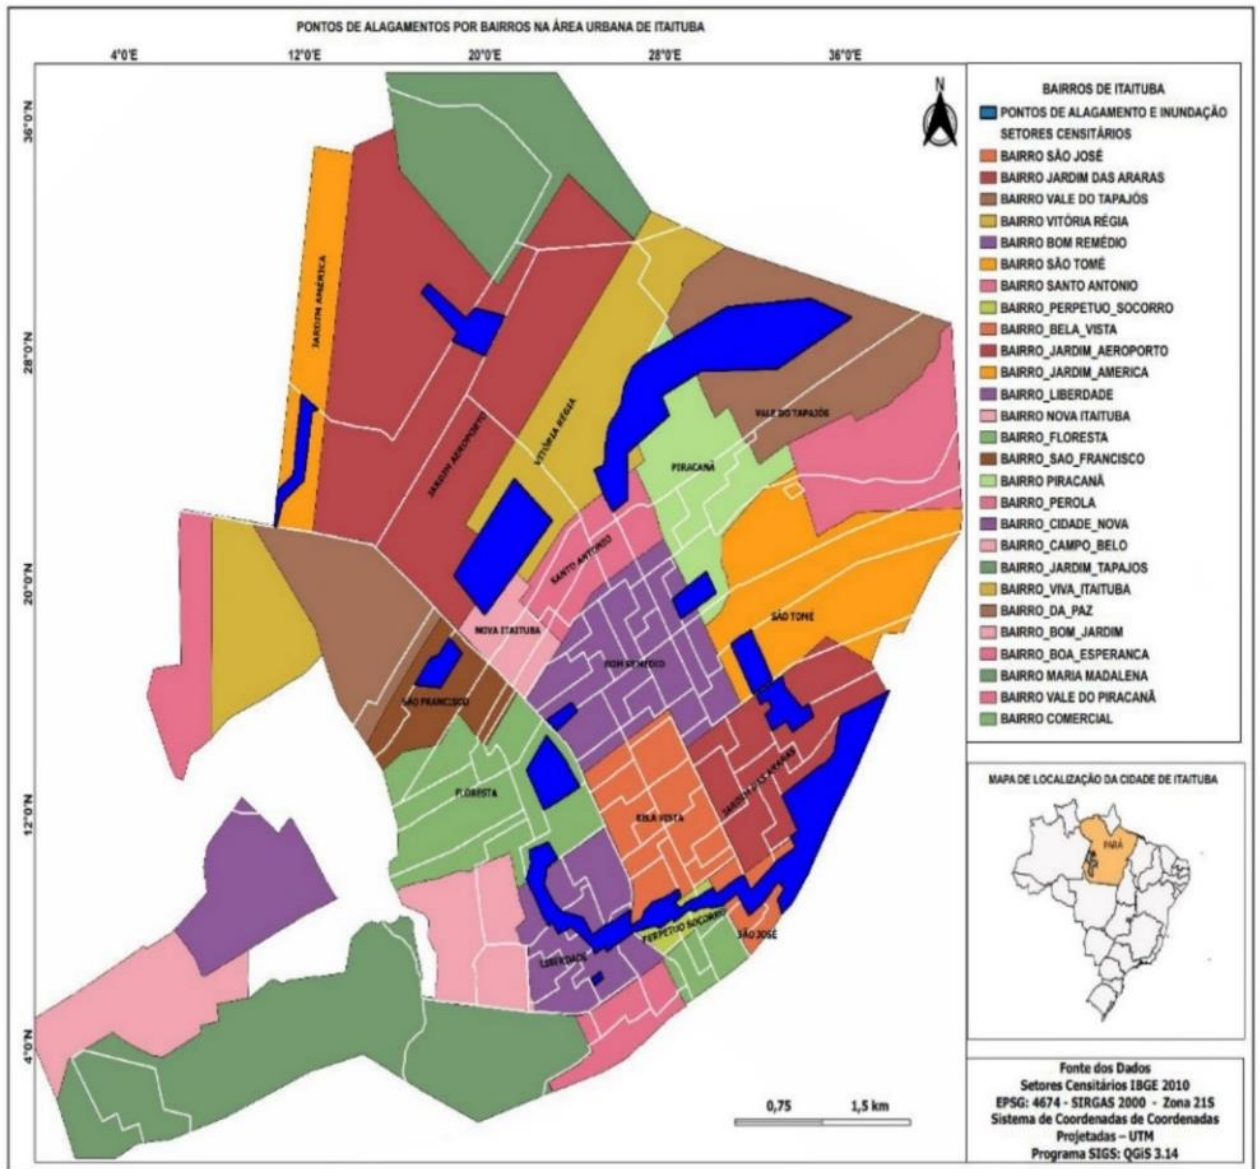 PONTOS DE ALAGAMENTOS POR BAIRROS NA ÁREA URBANA DE ITAITUBA
4°0'E 12°0'E 20°0'E 28°0'E 36°0'E
36°0'N
28°0'N
20°0'N
12°0'N
4°0'N
N
JARDIM AMÉRICA
JARDIM AEROPORTO
VITÓRIA RÉGIA
VALE DO TAPAJÓS
PIRACANÃ
SANTO ANTONIO
NOVA ITAITUBA
SÃO TOMÉ
BOM REMÉDIO
SÃO FRANCISCO
FLORESTA
BELA VISTA
JARDIM DAS ARARAS
PERPETUO SOCORRO
SÃO JOSÉ
LIBERDADE
0,75 1,5 km
BAIRROS DE ITAITUBA
PONTOS DE ALAGAMENTO E INUNDAÇÃO
SETORES CENSITÁRIOS
BAIRRO SÃO JOSÉ
BAIRRO JARDIM DAS ARARAS
BAIRRO VALE DO TAPAJÓS
BAIRRO VITÓRIA RÉGIA
BAIRRO BOM REMÉDIO
BAIRRO SÃO TOMÉ
BAIRRO SANTO ANTONIO
BAIRRO_PERPETUO_SOCORRO
BAIRRO_BELA_VISTA
BAIRRO_JARDIM_AEROPORTO
BAIRRO_JARDIM_AMERICA
BAIRRO_LIBERDADE
BAIRRO NOVA ITAITUBA
BAIRRO_FLORESTA
BAIRRO_SAO_FRANCISCO
BAIRRO PIRACANÃ
BAIRRO_PEROLA
BAIRRO_CIDADE_NOVA
BAIRRO_CAMPO_BELO
BAIRRO_JARDIM_TAPAJOS
BAIRRO_VIVA_ITAITUBA
BAIRRO_DA_PAZ
BAIRRO_BOM_JARDIM
BAIRRO_BOA_ESPERANCA
BAIRRO MARIA MADALENA
BAIRRO VALE DO PIRACANÃ
BAIRRO COMERCIAL
MAPA DE LOCALIZAÇÃO DA CIDADE DE ITAITUBA
PARÁ
Fonte dos Dados
Setores Censitários IBGE 2010
EPSG: 4674 - SIRGAS 2000 - Zona 21S
Sistema de Coordenadas de Coordenadas
Projetadas – UTM
Programa SIGS: QGiS 3.14